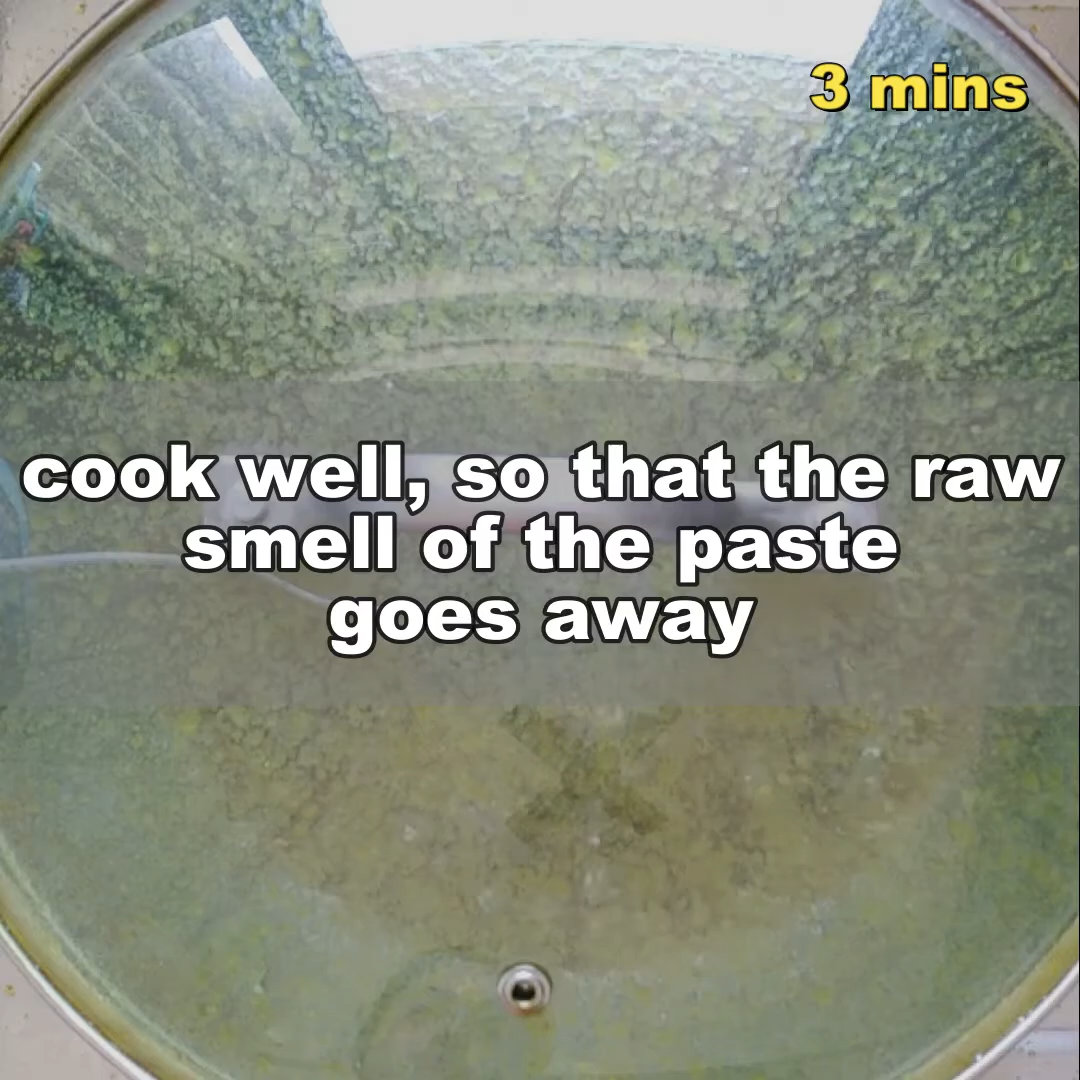 3 mins
cook well, so that the raw
smell of the paste
goes away